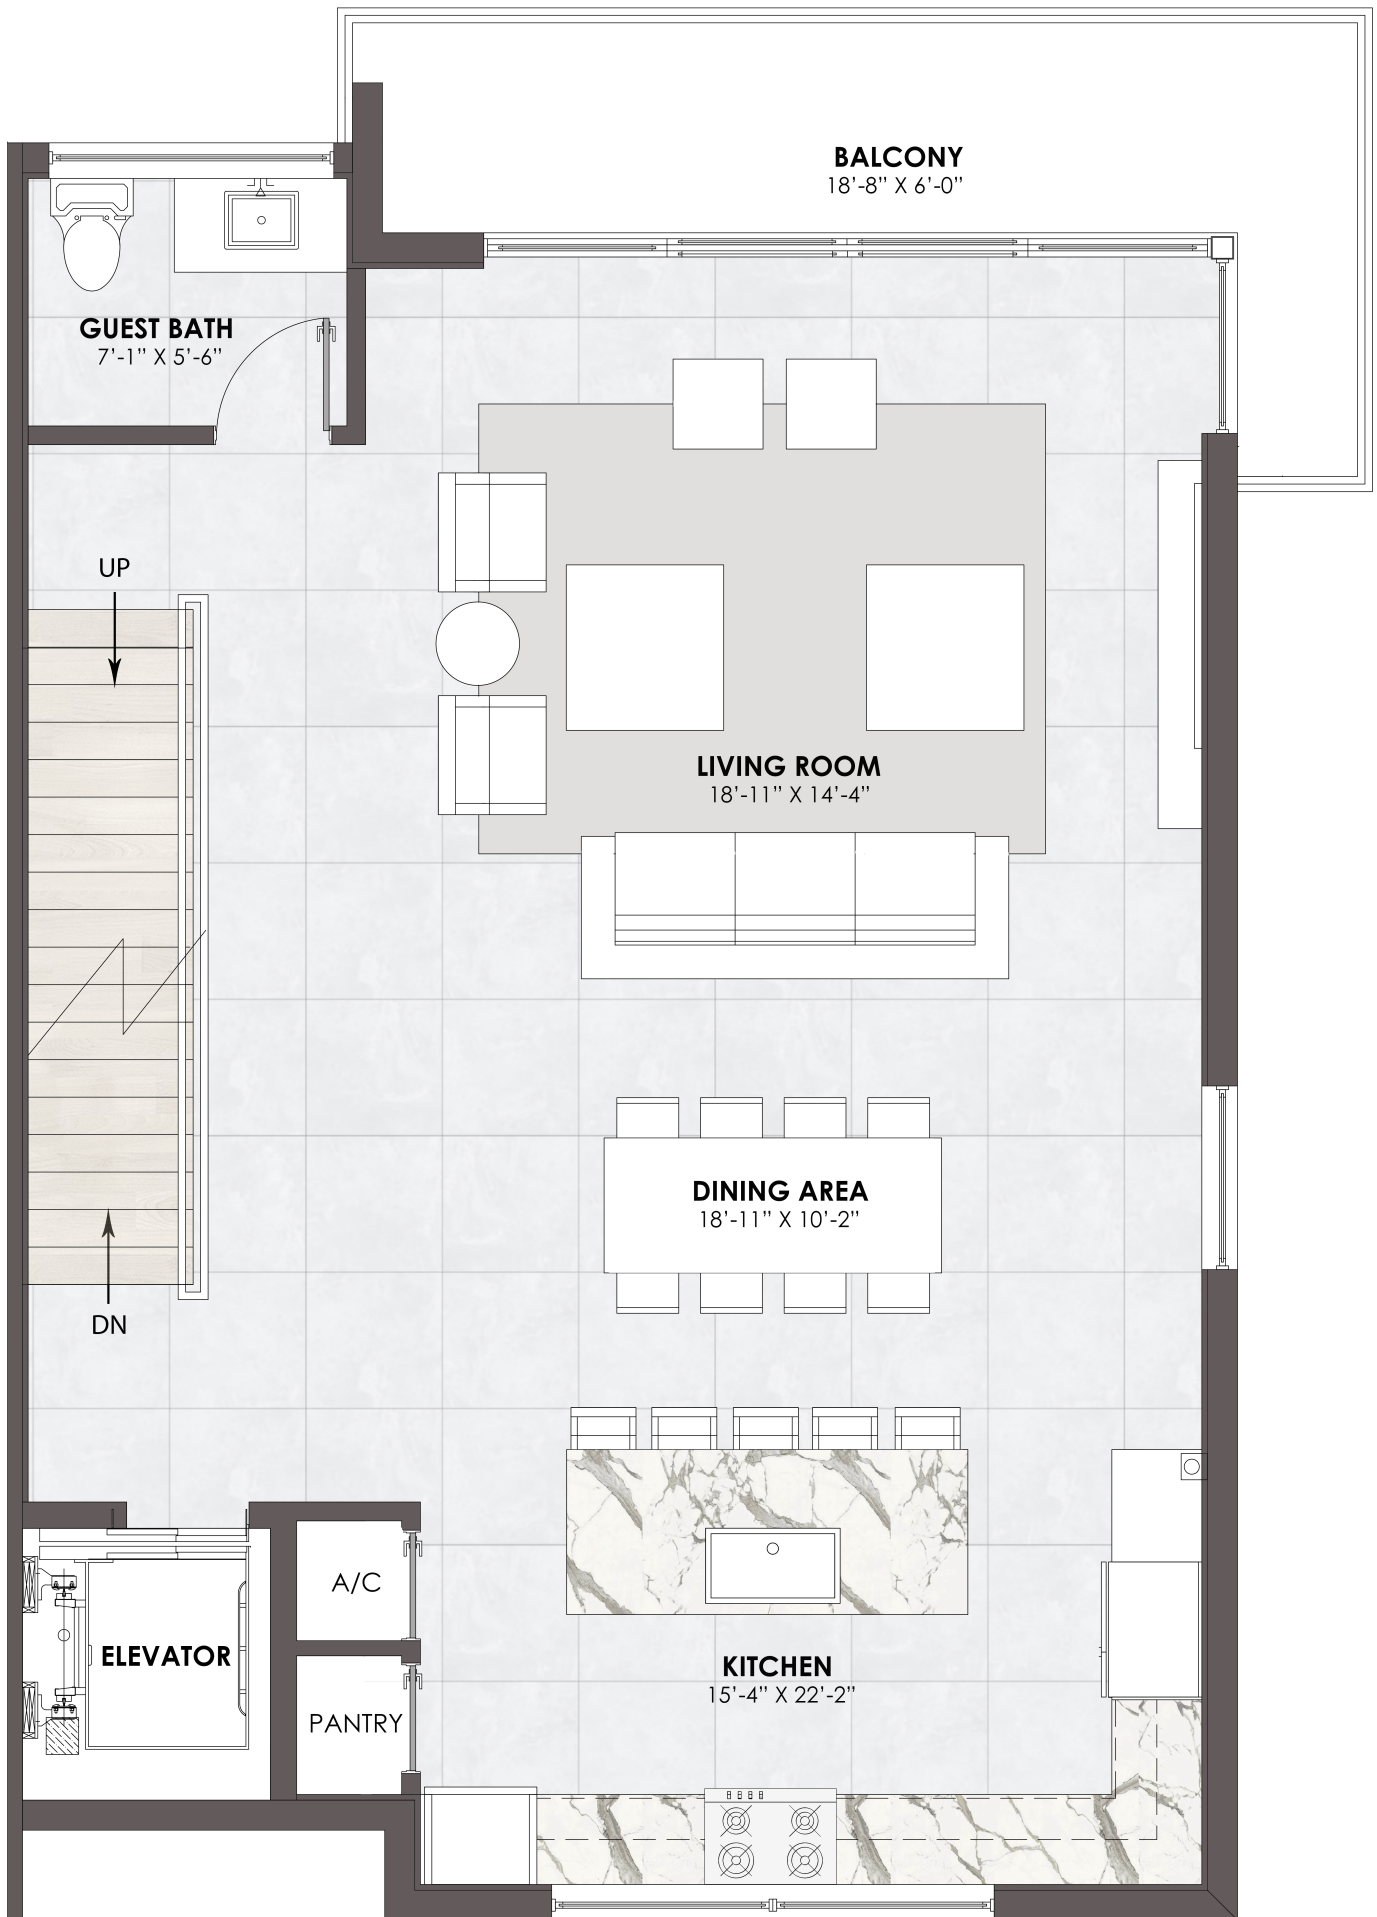 BALCONY
18’-8” X 6’-0”
GUEST BATH
7’-1” X 5’-6”
UP
LIVING ROOM
18’-11” X 14’-4”
DINING AREA
18’-11” X 10’-2”
DN
A/C
ELEVATOR
KITCHEN
15’-4” X 22’-2”
PANTRY